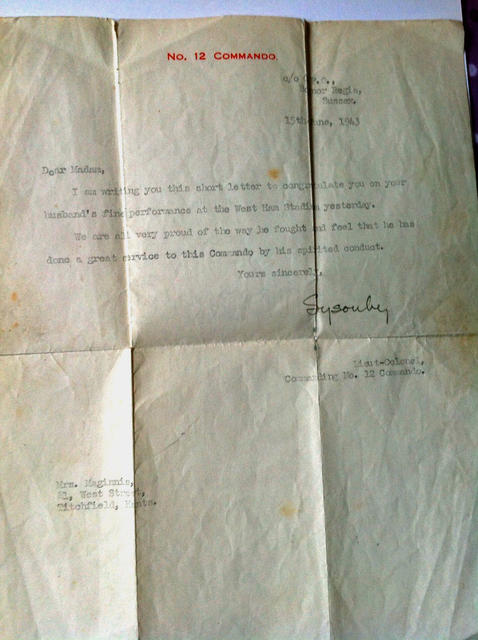 No. 12 Commando.
c/o G.P.O.,
Bognor Regis,
Sussex.
15th June, 1943
Dear Madam,
I am writing you this short letter to congratulate you on your
husband's fine performance at the West Ham Stadium yesterday.
We are all very proud of the way he fought and feel that he has
done a great service to this Commando by his spirited conduct.
Yours sincerely,
Sysonby
Lieut-Colonel,
Commanding No. 12 Commando.
Mrs. Maginnis,
21, West Street,
Titchfield, Hants.